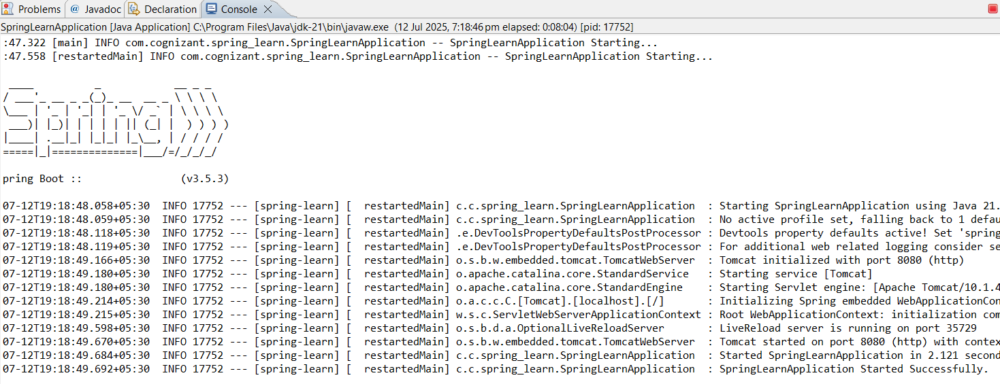 Problems @ Javadoc Declaration Console
SpringLearnApplication [Java Application] C:\Program Files\Java\jdk-21\bin\javaw.exe (12 Jul 2025, 7:18:46 pm elapsed: 0:08:04) [pid: 17752]
:47.322 [main] INFO com.cognizant.spring_learn.SpringLearnApplication -- SpringLearnApplication Starting...
:47.558 [restartedMain] INFO com.cognizant.spring_learn.SpringLearnApplication -- SpringLearnApplication Starting...
 ____          _            __ _ _
/ ___'_ __ _ _(_)_ __  __ _ \ \ \ \
\___ | '_ | '_| | '_ \/ _` | \ \ \ \
 ___)| |_)| | | | | || (_| |  ) ) ) )
|____| .__|_| |_|_| |_\__, | / / / /
=====|_|==============|___/=/_/_/_/
pring Boot ::                (v3.5.3)
07-12T19:18:48.058+05:30  INFO 17752 --- [spring-learn] [  restartedMain] c.c.spring_learn.SpringLearnApplication  : Starting SpringLearnApplication using Java 21.
07-12T19:18:48.059+05:30  INFO 17752 --- [spring-learn] [  restartedMain] c.c.spring_learn.SpringLearnApplication  : No active profile set, falling back to 1 defau
07-12T19:18:48.118+05:30  INFO 17752 --- [spring-learn] [  restartedMain] .e.DevToolsPropertyDefaultsPostProcessor : Devtools property defaults active! Set 'spring
07-12T19:18:48.119+05:30  INFO 17752 --- [spring-learn] [  restartedMain] .e.DevToolsPropertyDefaultsPostProcessor : For additional web related logging consider se
07-12T19:18:49.166+05:30  INFO 17752 --- [spring-learn] [  restartedMain] o.s.b.w.embedded.tomcat.TomcatWebServer  : Tomcat initialized with port 8080 (http)
07-12T19:18:49.180+05:30  INFO 17752 --- [spring-learn] [  restartedMain] o.apache.catalina.core.StandardService   : Starting service [Tomcat]
07-12T19:18:49.180+05:30  INFO 17752 --- [spring-learn] [  restartedMain] o.apache.catalina.core.StandardEngine    : Starting Servlet engine: [Apache Tomcat/10.1.4
07-12T19:18:49.214+05:30  INFO 17752 --- [spring-learn] [  restartedMain] o.a.c.c.C.[Tomcat].[localhost].[/]       : Initializing Spring embedded WebApplicationCon
07-12T19:18:49.215+05:30  INFO 17752 --- [spring-learn] [  restartedMain] w.s.c.ServletWebServerApplicationContext : Root WebApplicationContext: initialization com
07-12T19:18:49.598+05:30  INFO 17752 --- [spring-learn] [  restartedMain] o.s.b.d.a.OptionalLiveReloadServer       : LiveReload server is running on port 35729
07-12T19:18:49.670+05:30  INFO 17752 --- [spring-learn] [  restartedMain] o.s.b.w.embedded.tomcat.TomcatWebServer  : Tomcat started on port 8080 (http) with contex
07-12T19:18:49.684+05:30  INFO 17752 --- [spring-learn] [  restartedMain] c.c.spring_learn.SpringLearnApplication  : Started SpringLearnApplication in 2.121 second
07-12T19:18:49.692+05:30  INFO 17752 --- [spring-learn] [  restartedMain] c.c.spring_learn.SpringLearnApplication  : SpringLearnApplication Started Successfully.